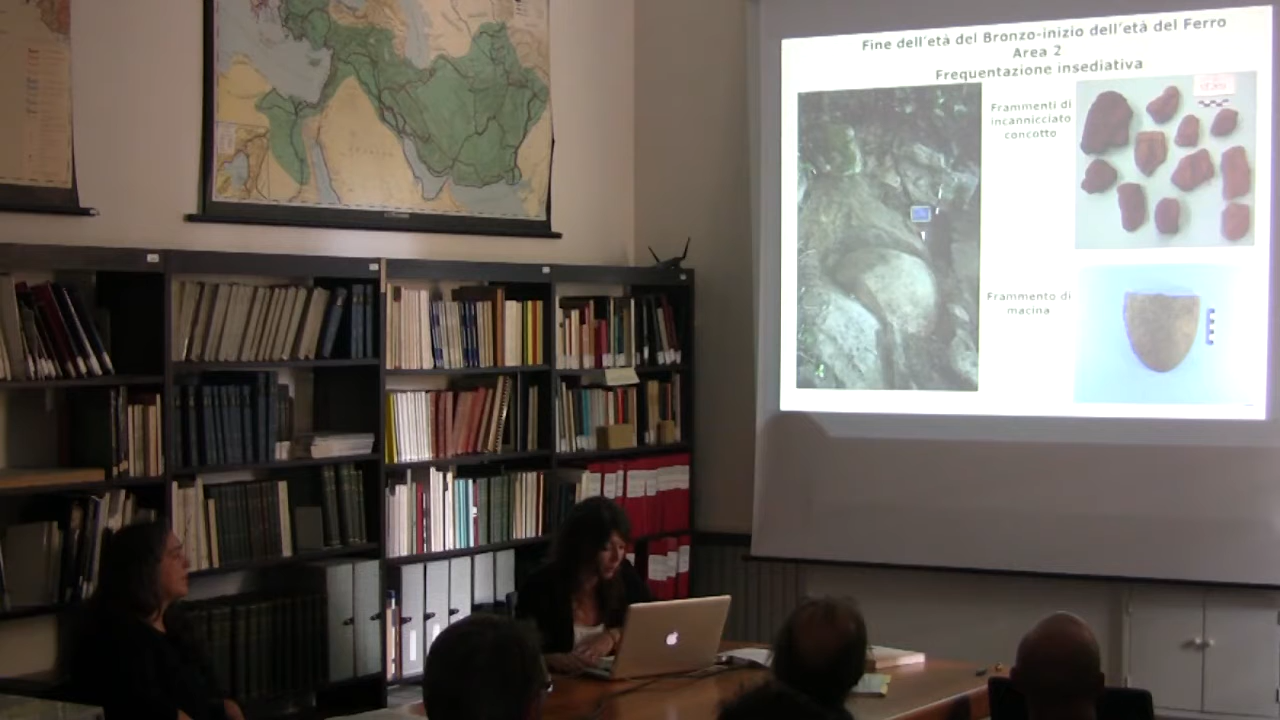 Fine dell'età del Bronzo-inizio dell'età del Ferro
Area 2
Frequentazione insediativa
Frammenti di
incannicciato
concotto
Frammento di
macina